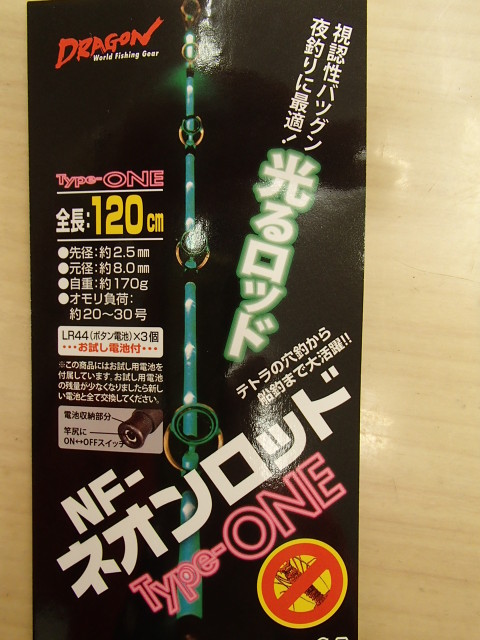 DRAGON
World Fishing Gear
視認性バツグン
夜釣りに最適!
光るロッド
Type-ONE
全長:120cm
●先径:約2.5mm
●元径:約8.0mm
●自重:約170g
●オモリ負荷:
約20〜30号
LR44(ボタン電池)×3個
…お試し電池付…
※この商品にはお試し用電池を
付属しています。お試し用電池
の残量が少なくなりましたら新し
い電池と全て交換してください。
電池収納部分
竿尻に
ON↔OFFスイッチ
テトラの穴釣から
船釣まで大活躍!!
NF-
ネオンロッド
Type-ONE